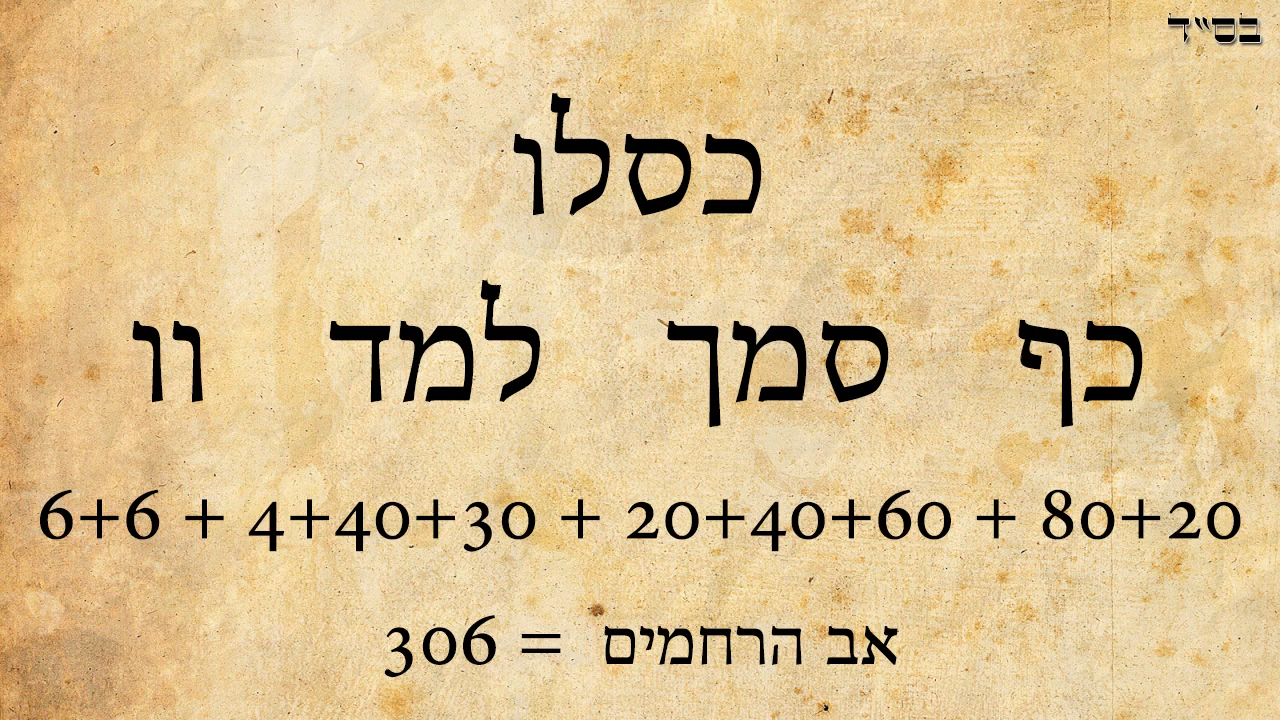 בס"ד
כסלו
כף סמך למד וו
6+6 + 4+40+30 + 20+40+60 + 80+20
306 = אב הרחמים